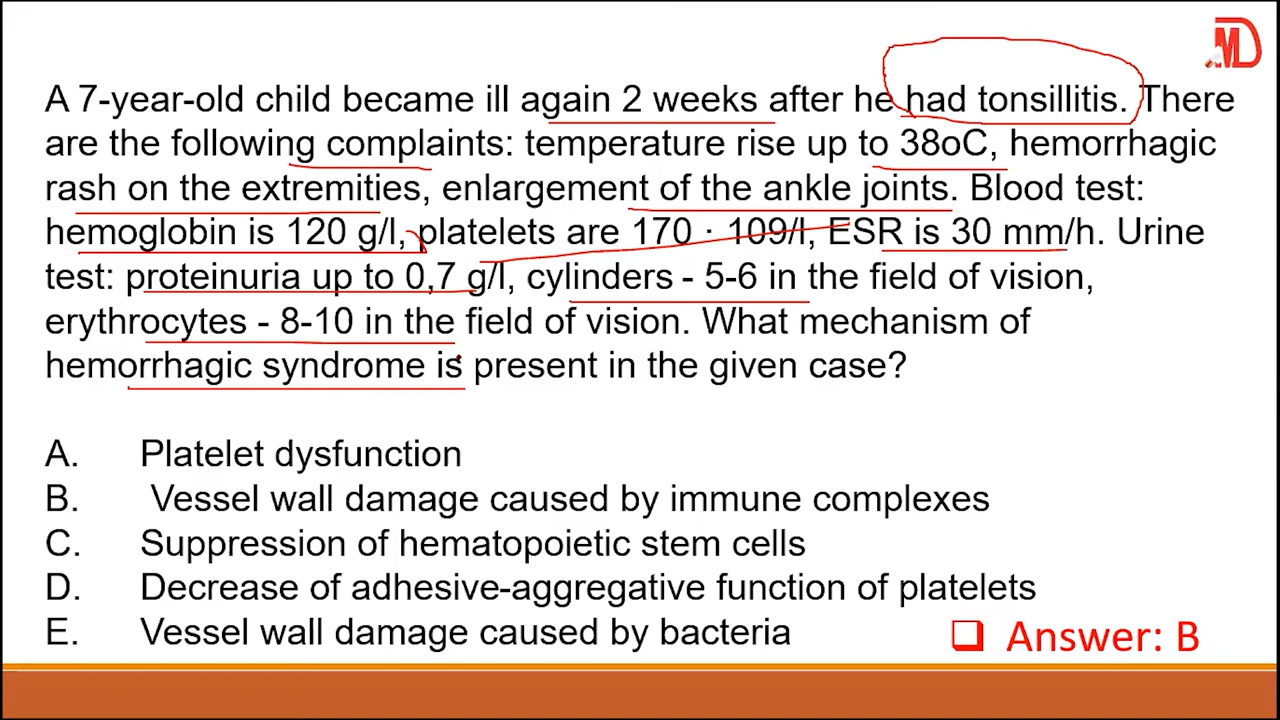 MD
A 7-year-old child became ill again 2 weeks after he had tonsillitis. There
are the following complaints: temperature rise up to 38oC, hemorrhagic
rash on the extremities, enlargement of the ankle joints. Blood test:
hemoglobin is 120 g/l, platelets are 170 · 109/l, ESR is 30 mm/h. Urine
test: proteinuria up to 0,7 g/l, cylinders - 5-6 in the field of vision,
erythrocytes - 8-10 in the field of vision. What mechanism of
hemorrhagic syndrome is present in the given case?
A. Platelet dysfunction
B. Vessel wall damage caused by immune complexes
C. Suppression of hematopoietic stem cells
D. Decrease of adhesive-aggregative function of platelets
E. Vessel wall damage caused by bacteria
Answer: B